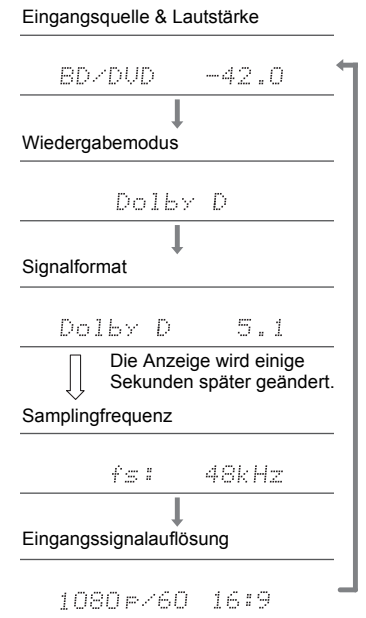 Eingangsquelle & Lautstärke
BD/DVD -42.0
Wiedergabemodus
Dolby D
Signalformat
Dolby D 5.1
Die Anzeige wird einige
Sekunden später geändert.
Samplingfrequenz
fs: 48kHz
Eingangssignalauflösung
1080p/60 16:9